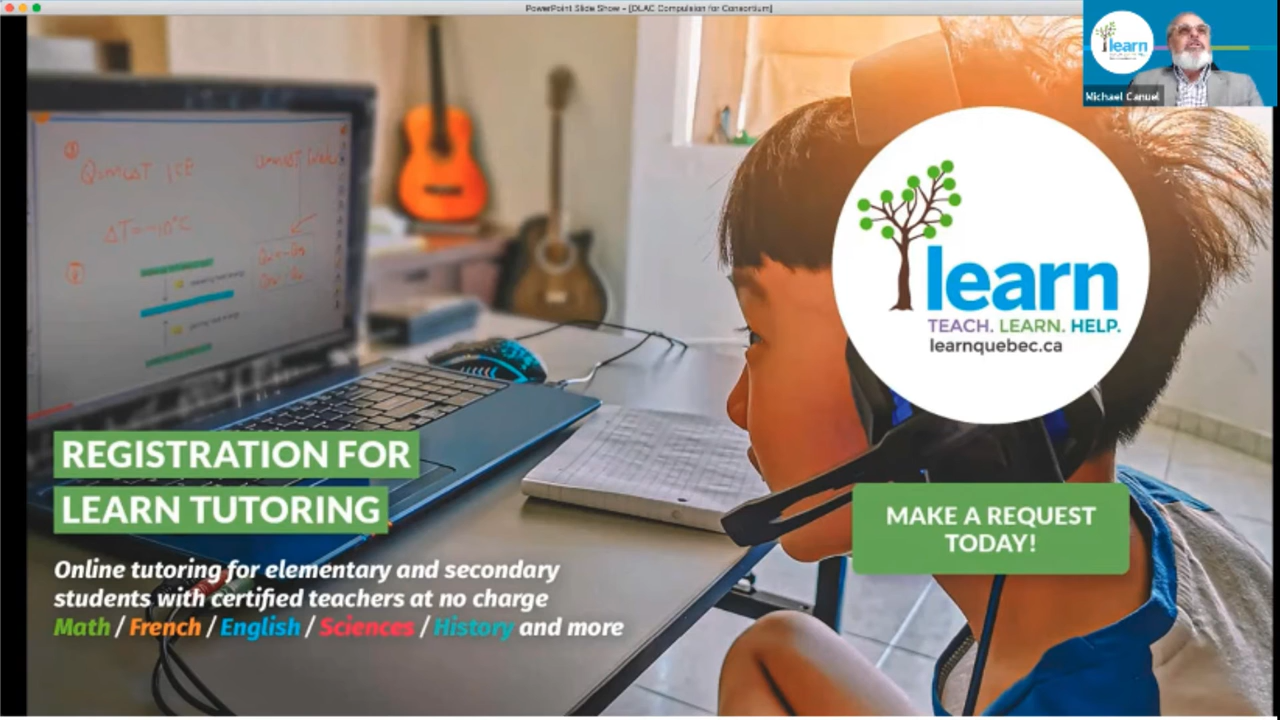 PowerPoint Slide Show - [DLAC Compulsion for Consortium]
learn
Michael Canuel
ΔT=-10°C
learn
TEACH. LEARN. HELP.
learnquebec.ca
REGISTRATION FOR
LEARN TUTORING
MAKE A REQUEST
TODAY!
Online tutoring for elementary and secondary
students with certified teachers at no charge
Math / French / English / Sciences / History and more